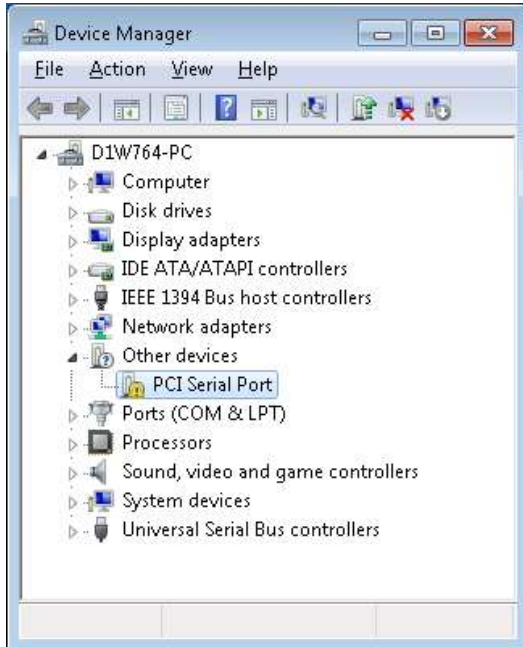 Device Manager
File Action View Help
D1W764-PC
Computer
Disk drives
Display adapters
IDE ATA/ATAPI controllers
IEEE 1394 Bus host controllers
Network adapters
Other devices
PCI Serial Port
Ports (COM & LPT)
Processors
Sound, video and game controllers
System devices
Universal Serial Bus controllers